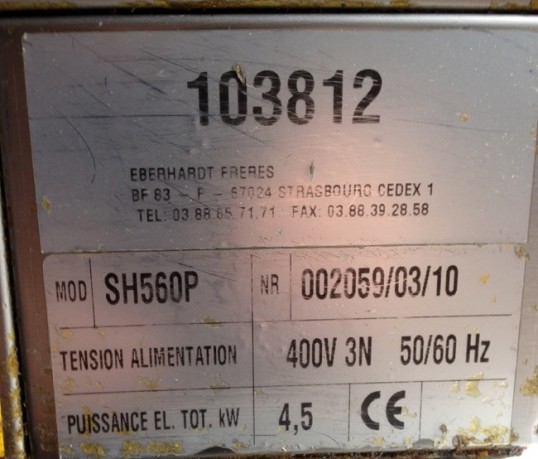 103812
EBERHARDT FRERES
BF 83 - F - 67024 STRASBOURG CEDEX 1
TEL: 03.88.65.71.71 FAX: 03.88.39.28.58
MOD SH560P NR 002059/03/10
TENSION ALIMENTATION 400V 3N 50/60 Hz
PUISSANCE EL. TOT. kW 4,5 CE